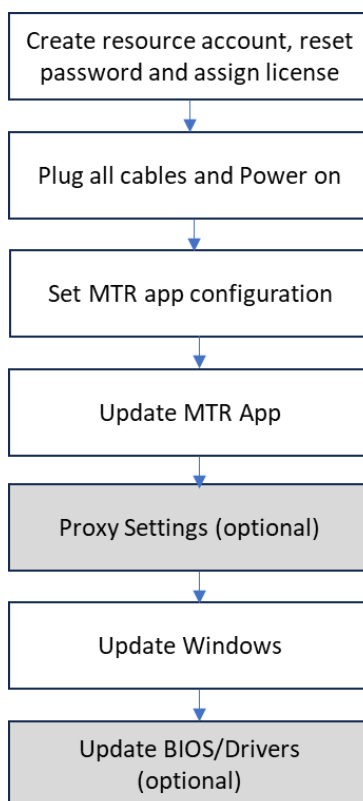 Create resource account, reset
password and assign license
Plug all cables and Power on
Set MTR app configuration
Update MTR App
Proxy Settings (optional)
Update Windows
Update BIOS/Drivers
(optional)